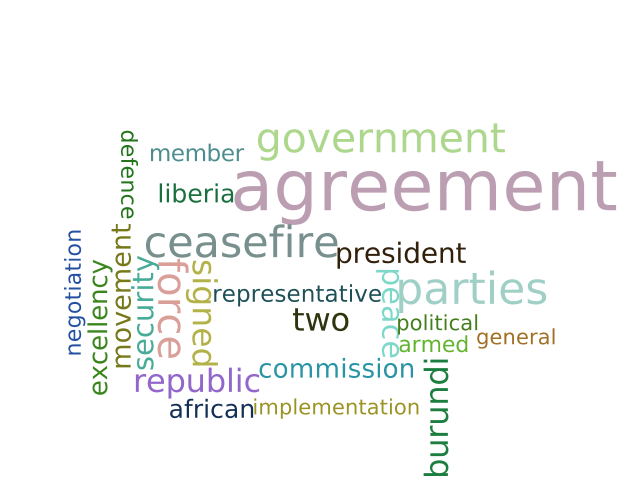 government
member
agreement
defence
liberia
ceasefire
president
movement
negotiation
security
excellency
force
signed
peace
parties
representative
two
political
armed
general
commission
republic
burundi
african
implementation